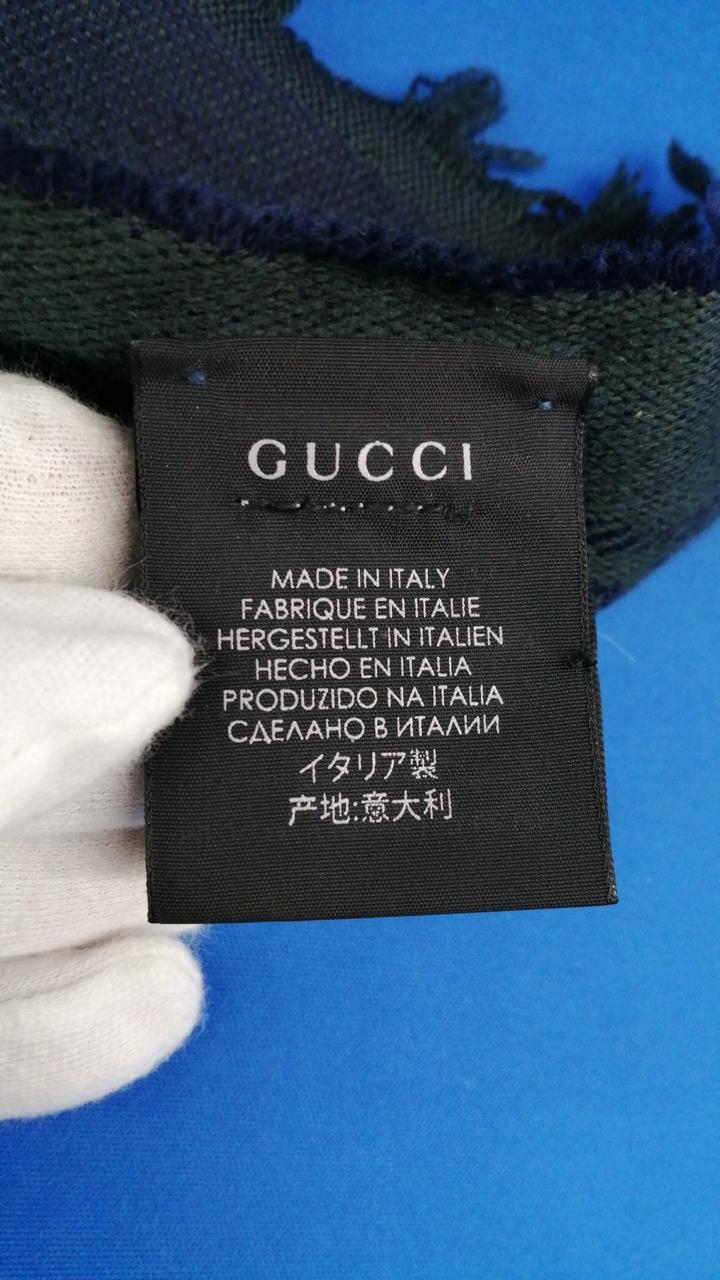 GUCCI
MADE IN ITALY
FABRIQUE EN ITALIE
HERGESTELLT IN ITALIEN
HECHO EN ITALIA
PRODUZIDO NA ITALIA
СДЕЛАНО В ИТАЛИИ
イタリア製
产地:意大利